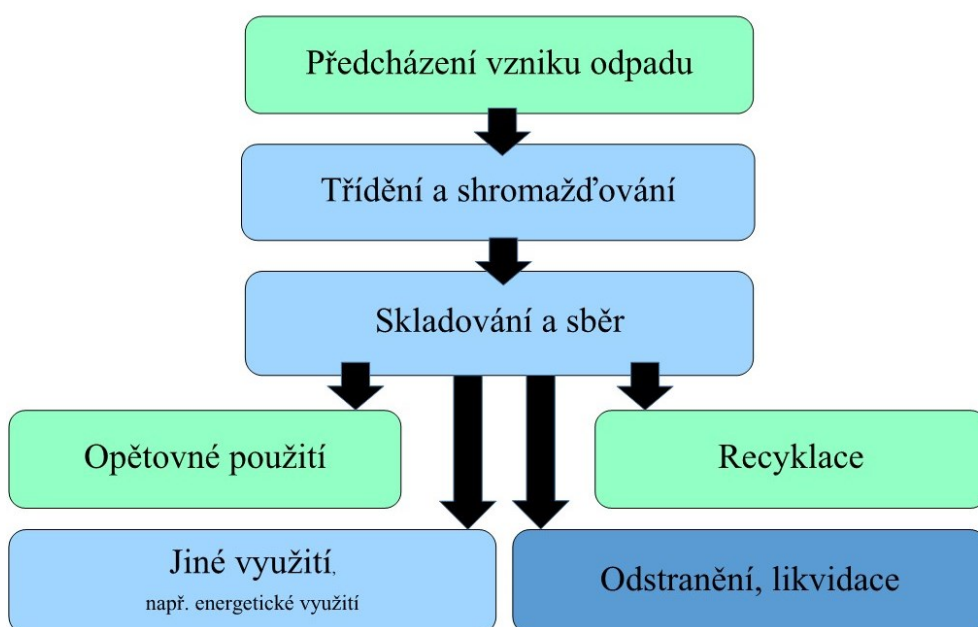 Předcházení vzniku odpadu
Třídění a shromažďování
Skladování a sběr
Opětovné použití
Recyklace
Jiné využití,
např. energetické využití
Odstranění, likvidace